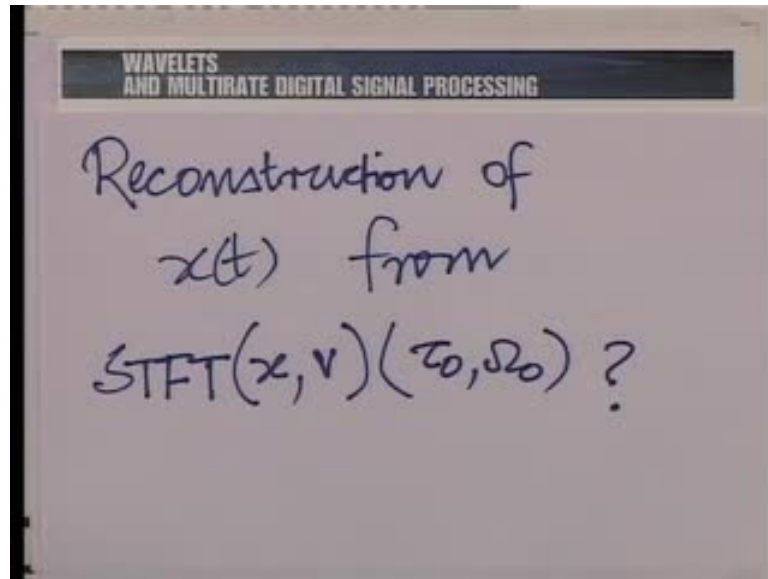 WAVELETS
AND MULTIRATE DIGITAL SIGNAL PROCESSING
Reconstruction of
x(t) from
STFT(x, v)(τ₀, Ω₀) ?